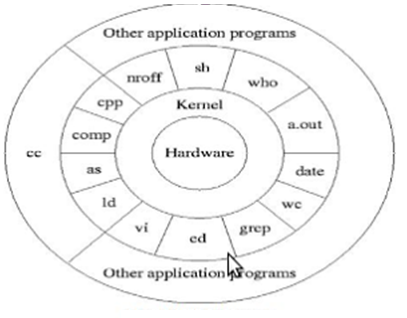 Other application programs
sh
nroff
who
cpp
Kernel
a.out
comp
cc
Hardware
as
date
ld
wc
vi
ed
grep
Other application programs